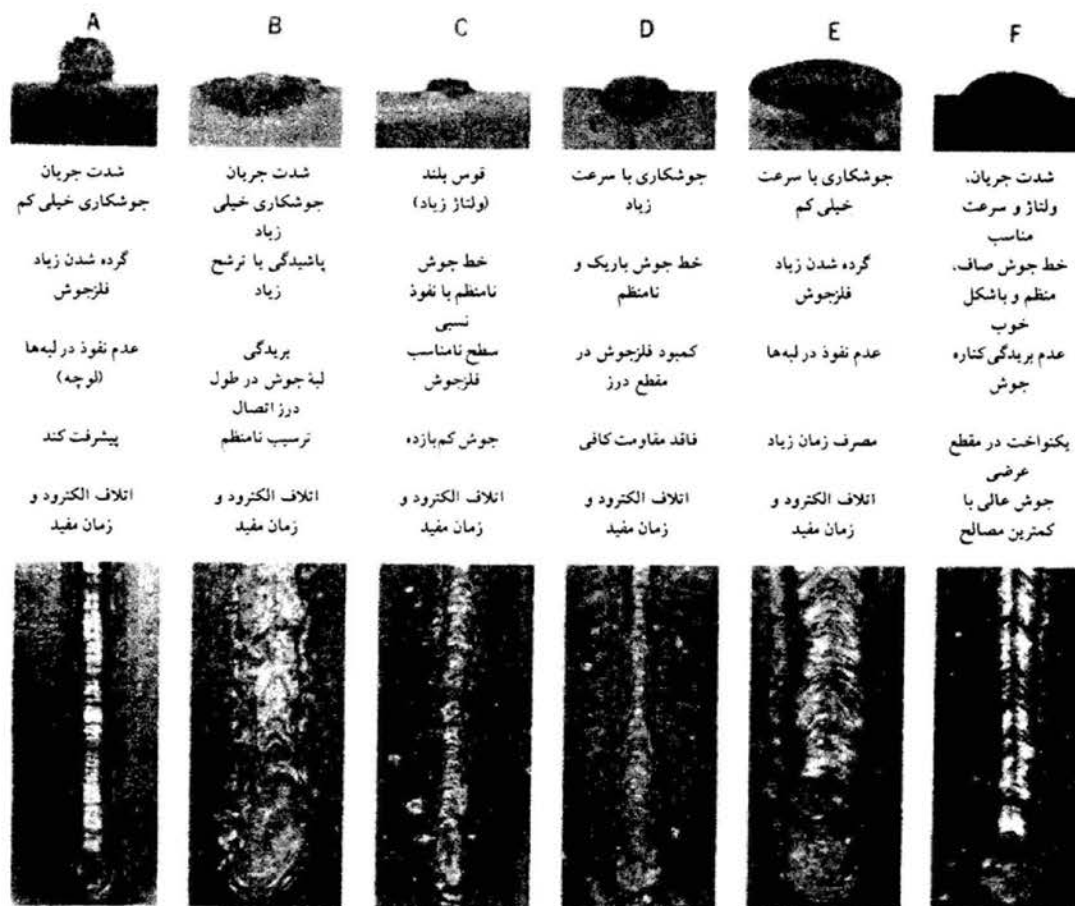 A
B
C
D
E
F
شدت جریان
جوشکاری خیلی کم
گرده شدن زیاد
فلزجوش
عدم نفوذ در لبه‌ها
(لوچه)
پیشرفت کند
اتلاف الکترود و
زمان مفید
شدت جریان
جوشکاری خیلی
زیاد
پاشیدگی یا ترشح
زیاد
بریدگی
لبهٔ جوش در طول
درز اتصال
ترسیب نامنظم
اتلاف الکترود و
زمان مفید
قوس بلند
(ولتاژ زیاد)
خط جوش
نامنظم با نفوذ
نسبی
سطح نامناسب
فلزجوش
جوش کم‌بازده
اتلاف الکترود و
زمان مفید
جوشکاری با سرعت
زیاد
خط جوش باریک و
نامنظم
کمبود فلزجوش در
مقطع درز
فاقد مقاومت کافی
اتلاف الکترود و
زمان مفید
جوشکاری با سرعت
خیلی کم
گرده شدن زیاد
فلزجوش
عدم نفوذ در لبه‌ها
مصرف زمان زیاد
اتلاف الکترود و
زمان مفید
شدت جریان،
ولتاژ و سرعت
مناسب
خط جوش صاف،
منظم و باشکل
خوب
عدم بریدگی کناره
جوش
یکنواخت در مقطع
عرضی
جوش عالی با
کمترین مصالح